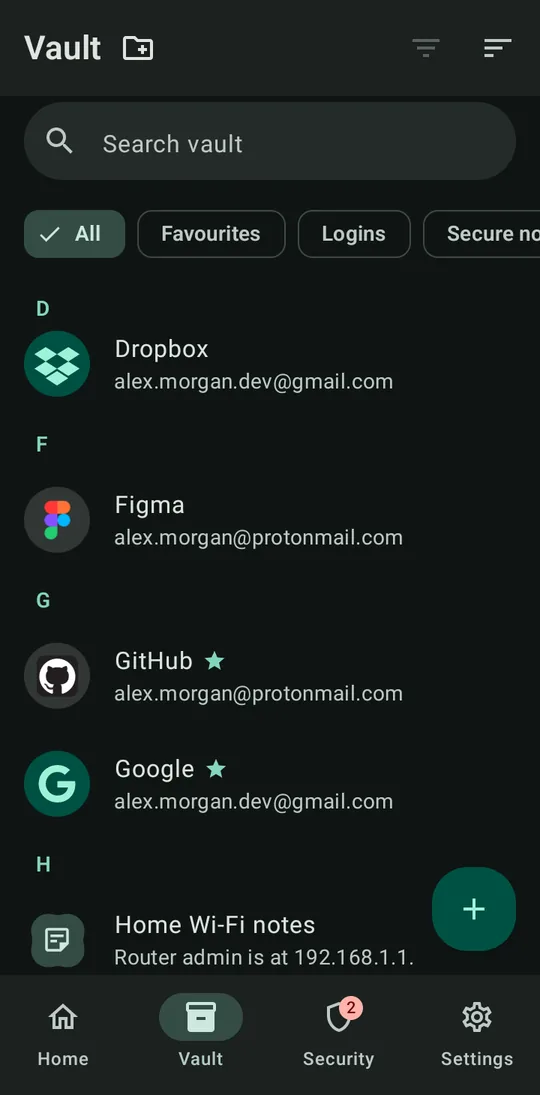 Vault
Search vault
All
Favourites
Logins
Secure no
D
Dropbox
alex.morgan.dev@gmail.com
F
Figma
alex.morgan@protonmail.com
G
GitHub
alex.morgan@protonmail.com
Google
alex.morgan.dev@gmail.com
H
Home Wi-Fi notes
Router admin is at 192.168.1.1.
2
Home
Vault
Security
Settings